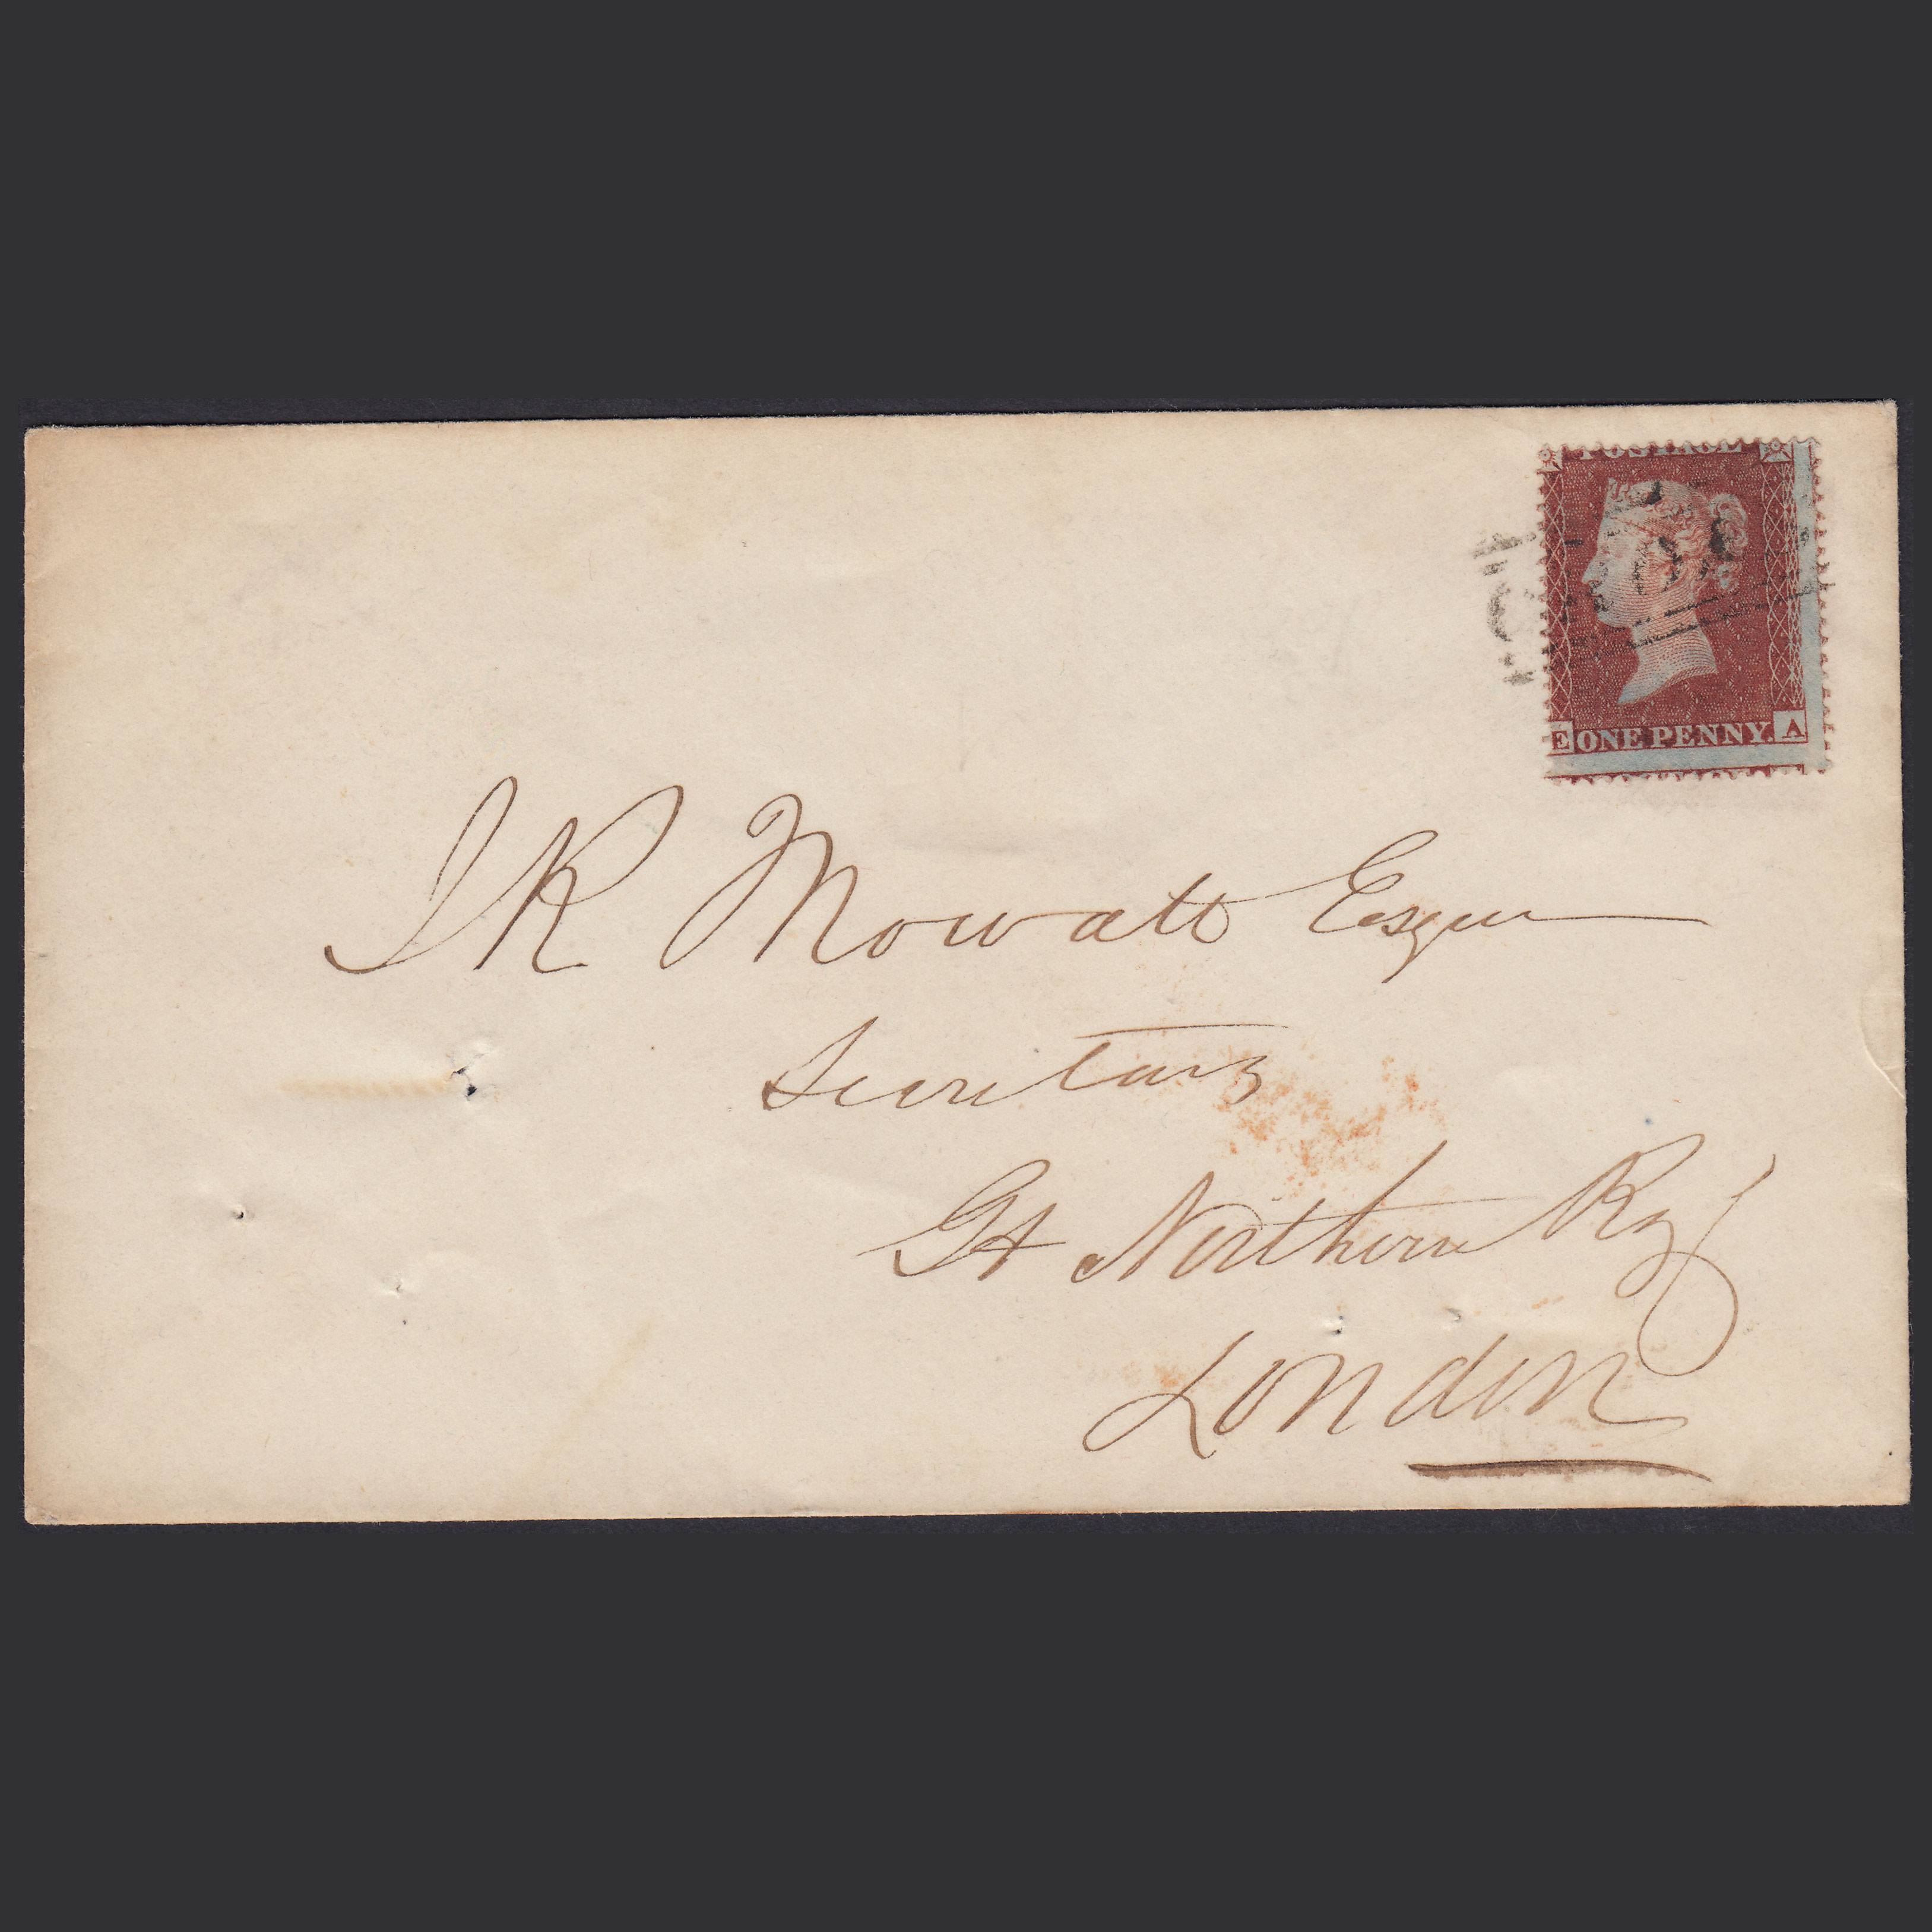 POSTAGE
E ONE PENNY. A
J R Mowatt Esqr
Secretary
Gt Northern Ry
London